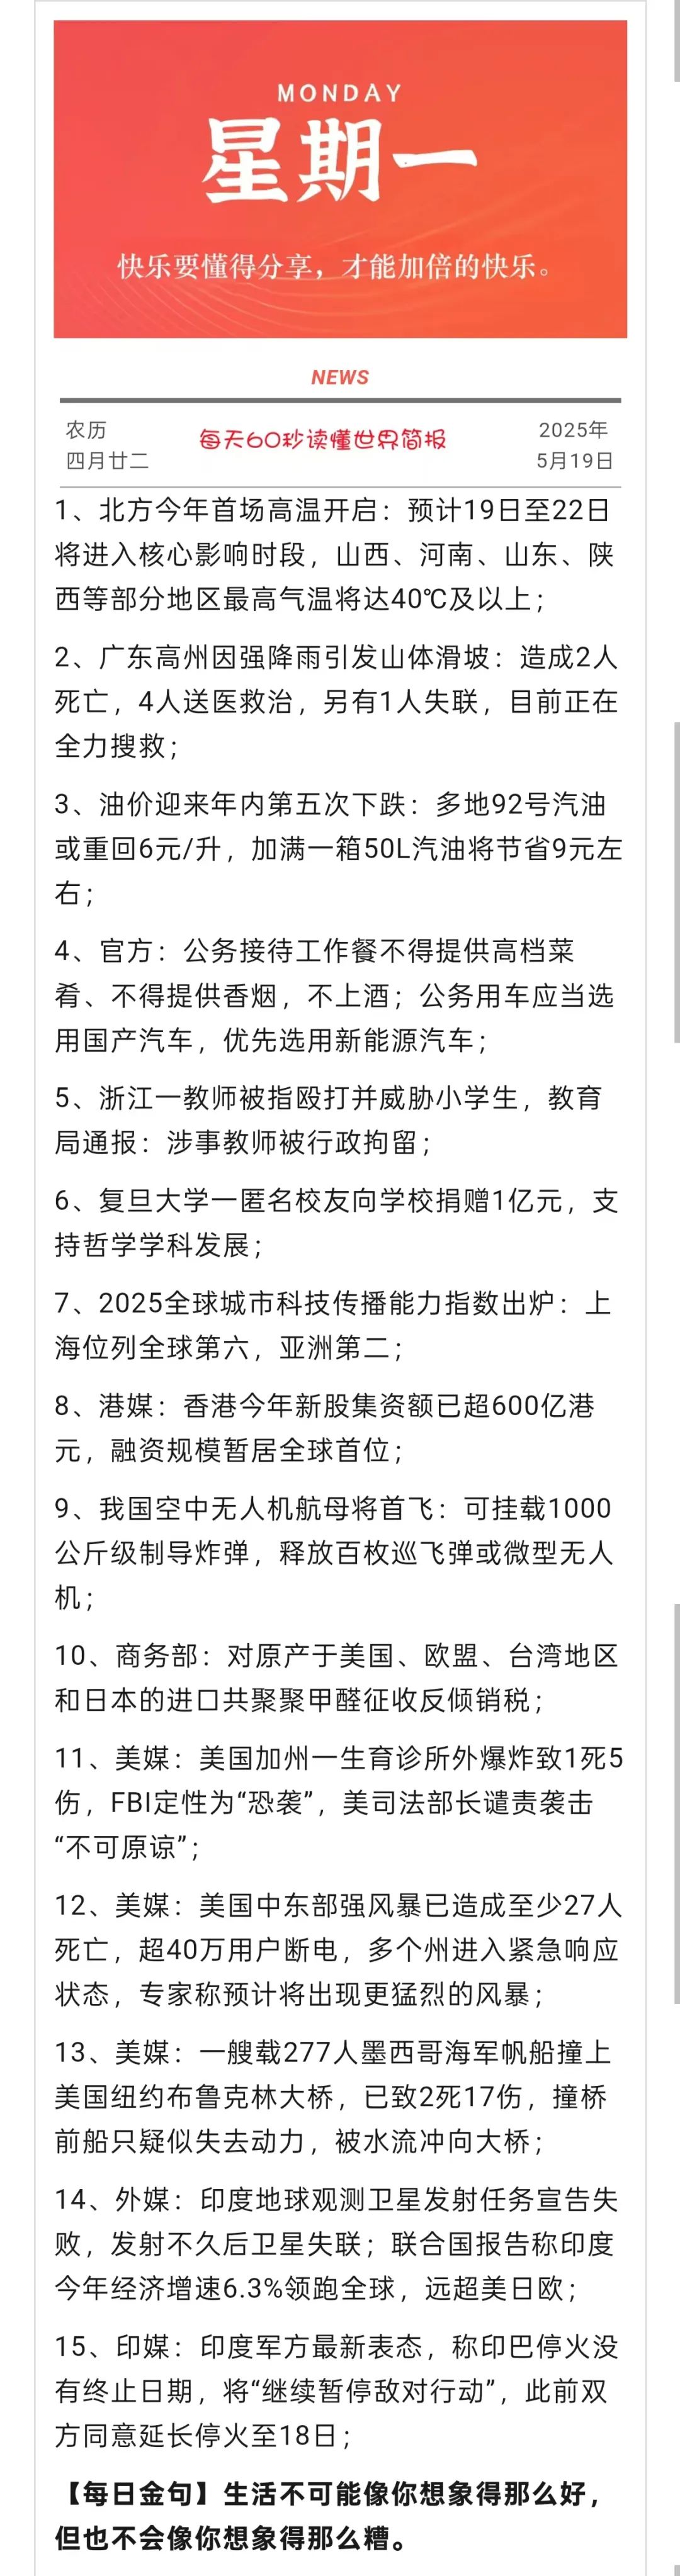 MONDAY
星期一
快乐要懂得分享，才能加倍的快乐。
NEWS
农历
四月廿二
每天60秒读懂世界简报
2025年
5月19日
1、北方今年首场高温开启：预计19日至22日
将进入核心影响时段，山西、河南、山东、陕
西等部分地区最高气温将达40℃及以上；
2、广东高州因强降雨引发山体滑坡：造成2人
死亡，4人送医救治，另有1人失联，目前正在
全力搜救；
3、油价迎来年内第五次下跌：多地92号汽油
或重回6元/升，加满一箱50L汽油将节省9元左
右；
4、官方：公务接待工作餐不得提供高档菜
肴、不得提供香烟，不上酒；公务用车应当选
用国产汽车，优先选用新能源汽车；
5、浙江一教师被指殴打并威胁小学生，教育
局通报：涉事教师被行政拘留；
6、复旦大学一匿名校友向学校捐赠1亿元，支
持哲学学科发展；
7、2025全球城市科技传播能力指数出炉：上
海位列全球第六，亚洲第二；
8、港媒：香港今年新股集资额已超600亿港
元，融资规模暂居全球首位；
9、我国空中无人机航母将首飞：可挂载1000
公斤级制导炸弹，释放百枚巡飞弹或微型无人
机；
10、商务部：对原产于美国、欧盟、台湾地区
和日本的进口共聚聚甲醛征收反倾销税；
11、美媒：美国加州一生育诊所外爆炸致1死5
伤，FBI定性为“恐袭”，美司法部长谴责袭击
“不可原谅”；
12、美媒：美国中东部强风暴已造成至少27人
死亡，超40万用户断电，多个州进入紧急响应
状态，专家称预计将出现更猛烈的风暴；
13、美媒：一艘载277人墨西哥海军帆船撞上
美国纽约布鲁克林大桥，已致2死17伤，撞桥
前船只疑似失去动力，被水流冲向大桥；
14、外媒：印度地球观测卫星发射任务宣告失
败，发射不久后卫星失联；联合国报告称印度
今年经济增速6.3%领跑全球，远超美日欧；
15、印媒：印度军方最新表态，称印巴停火没
有终止日期，将“继续暂停敌对行动”，此前双
方同意延长停火至18日；
【每日金句】生活不可能像你想象得那么好，
但也不会像你想象得那么糟。